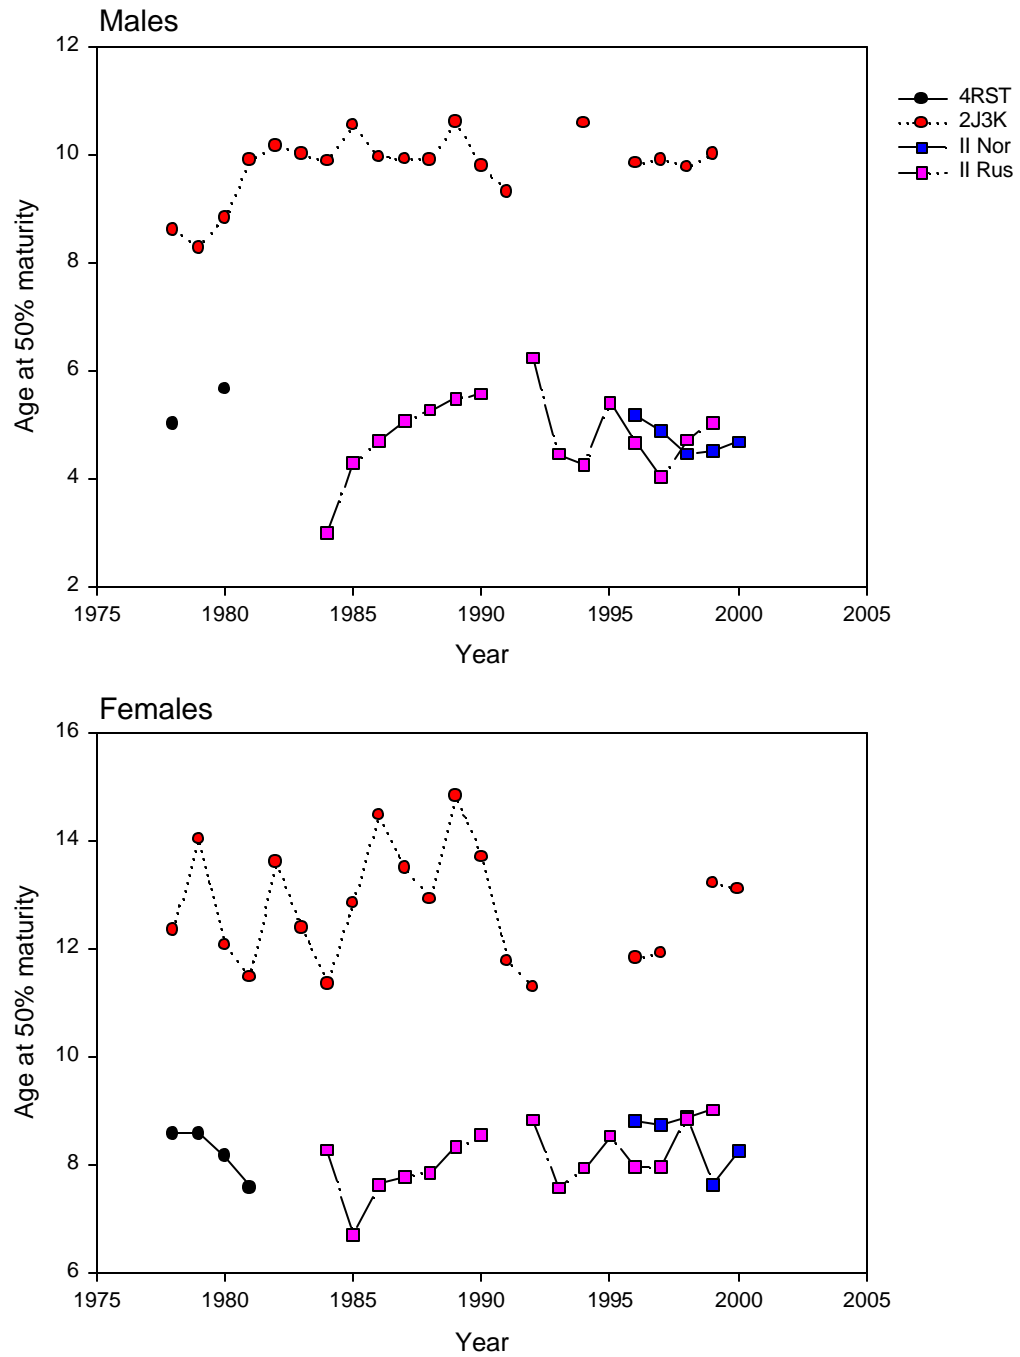 Males
12
10
8
6
4
2
Age at 50% maturity
1975 1980 1985 1990 1995 2000 2005
Year
4RST
2J3K
II Nor
II Rus
Females
16
14
12
10
8
6
Age at 50% maturity
1975 1980 1985 1990 1995 2000 2005
Year